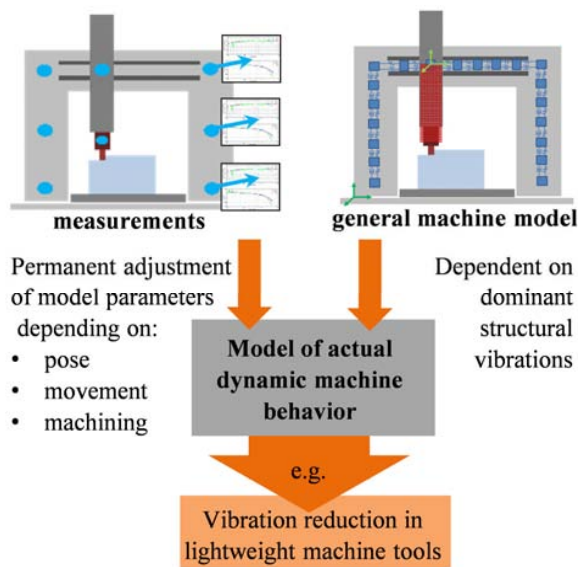 measurements
general machine model
Permanent adjustment
of model parameters
depending on:
• pose
• movement
• machining
Dependent on
dominant
structural
vibrations
Model of actual
dynamic machine
behavior
e.g.
Vibration reduction in
lightweight machine tools